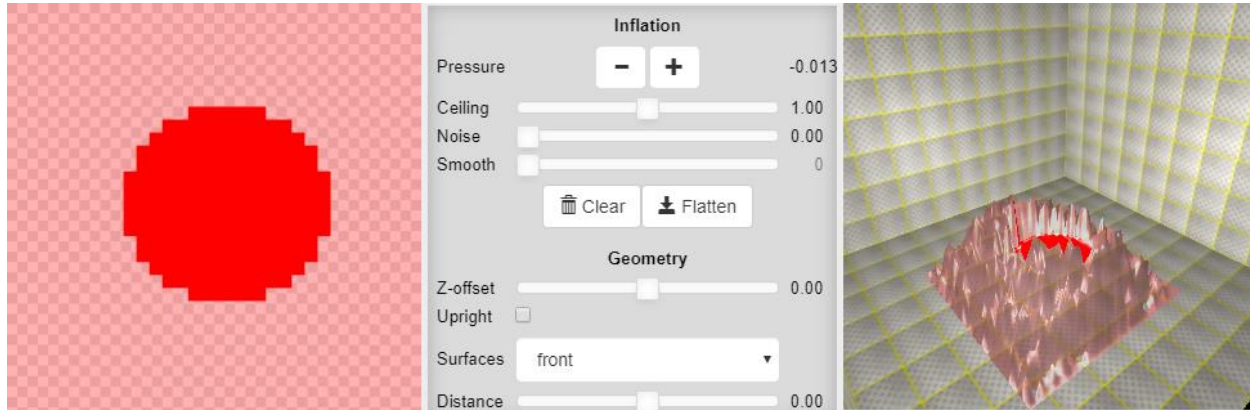 Inflation
Pressure - + -0.013
Ceiling 1.00
Noise 0.00
Smooth 0
Clear Flatten
Geometry
Z-offset 0.00
Upright
Surfaces front
Distance 0.00